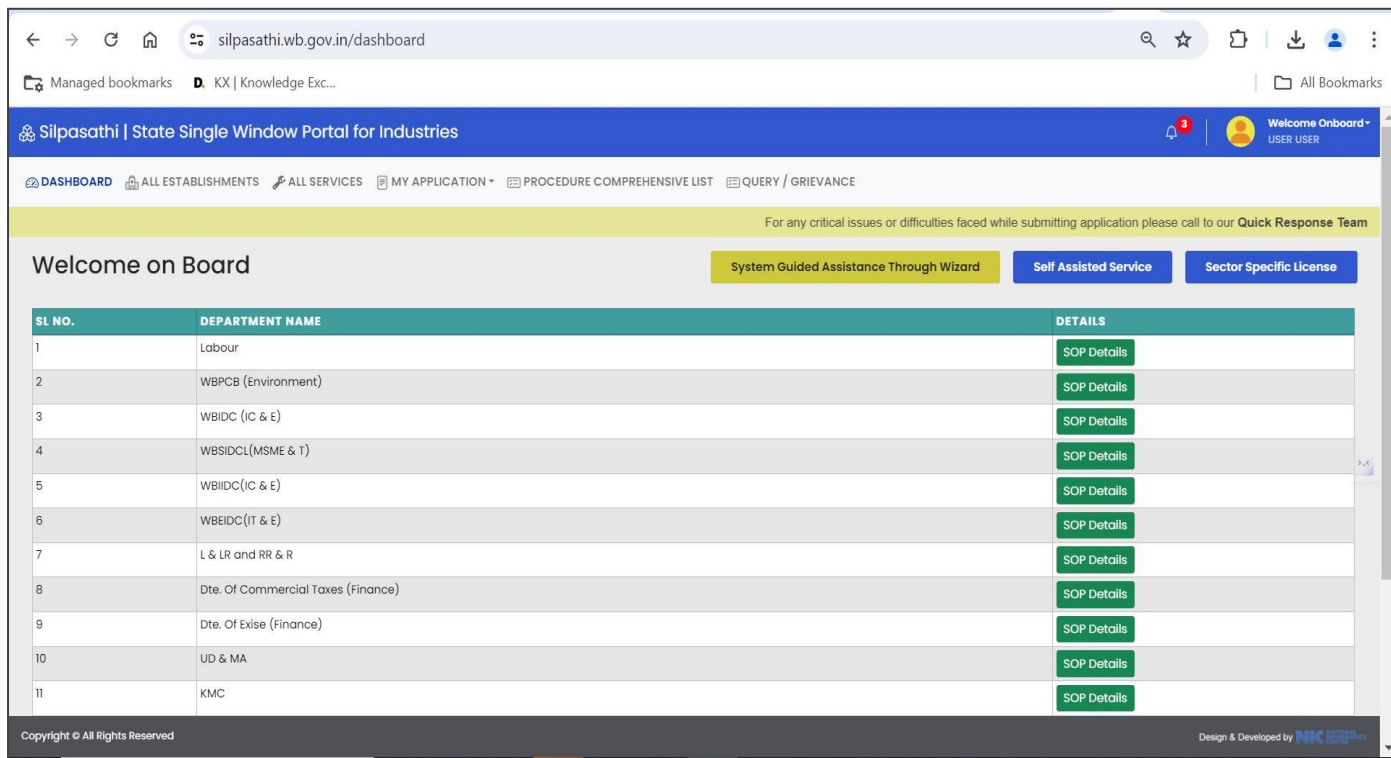 silpasathi.wb.gov.in/dashboard
Managed bookmarks D. KX | Knowledge Exc... All Bookmarks
Silpasathi | State Single Window Portal for Industries 3 Welcome Onboard
USER USER
DASHBOARD ALL ESTABLISHMENTS ALL SERVICES MY APPLICATION PROCEDURE COMPREHENSIVE LIST QUERY / GRIEVANCE
For any critical issues or difficulties faced while submitting application please call to our Quick Response Team
Welcome on Board System Guided Assistance Through Wizard Self Assisted Service Sector Specific License
SL NO. DEPARTMENT NAME DETAILS
1 Labour SOP Details
2 WBPCB (Environment) SOP Details
3 WBIDC (IC & E) SOP Details
4 WBSIDCL(MSME & T) SOP Details
5 WBIIDC(IC & E) SOP Details
6 WBEIDC(IT & E) SOP Details
7 L & LR and RR & R SOP Details
8 Dte. Of Commercial Taxes (Finance) SOP Details
9 Dte. Of Exise (Finance) SOP Details
10 UD & MA SOP Details
11 KMC SOP Details
Copyright © All Rights Reserved Design & Developed by NIC NATIONAL INFORMATICS CENTRE